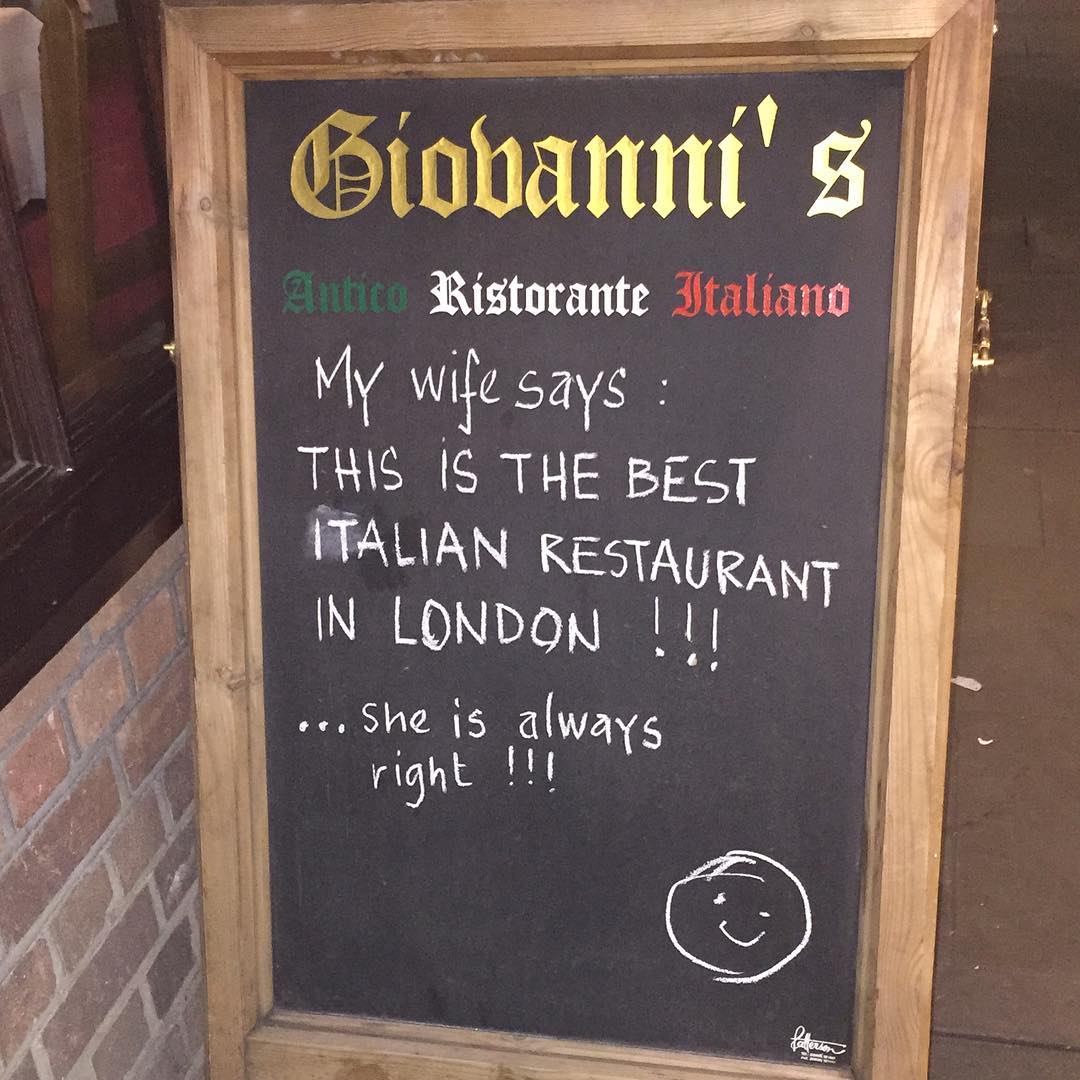 Giovanni's
Antico Ristorante Italiano
My wife says :
THIS IS THE BEST
ITALIAN RESTAURANT
IN LONDON !!!
... she is always
right !!!
Patterson